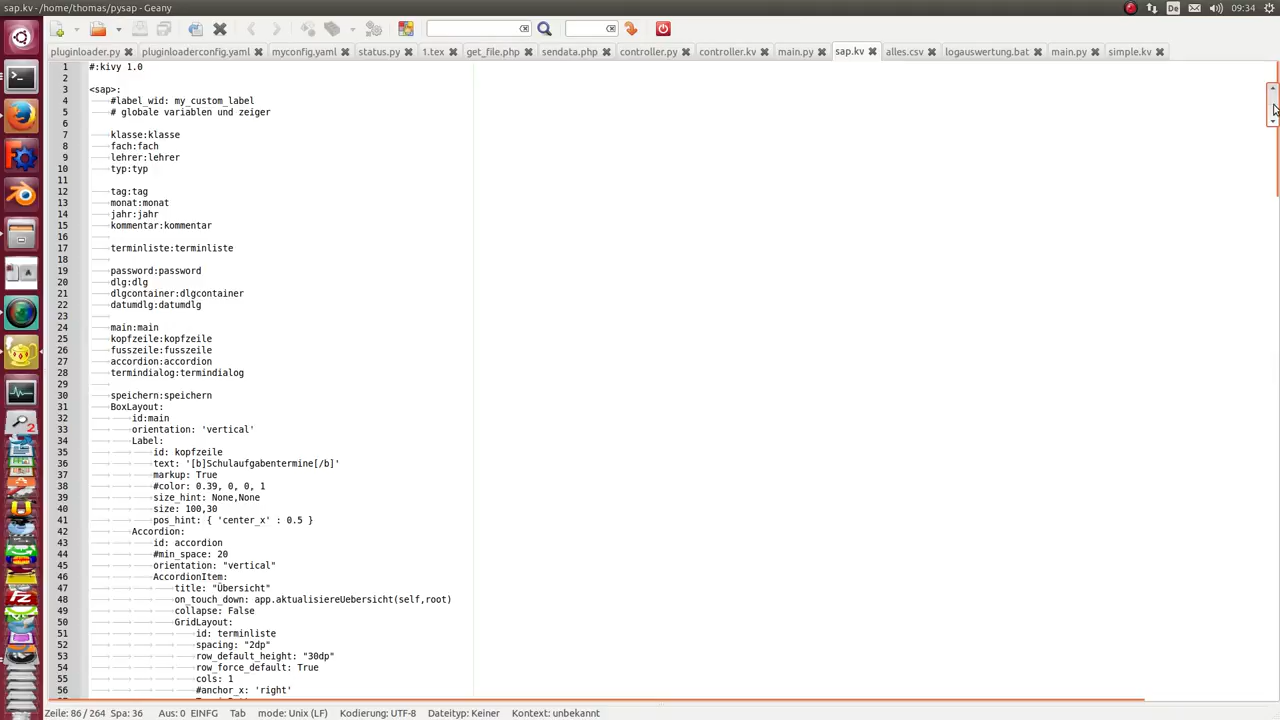 sap.kv - /home/thomas/pysap - Geany
De
09:34
pluginloader.py
pluginloaderconfig.yaml
myconfig.yaml
status.py
1.tex
get_file.php
sendata.php
controller.py
controller.kv
main.py
sap.kv
alles.csv
logauswertung.bat
main.py
simple.kv
1 #:kivy 1.0
2
3 <sap>:
4 #label_wid: my_custom_label
5 # globale variablen und zeiger
6
7 klasse:klasse
8 fach:fach
9 lehrer:lehrer
10 typ:typ
11
12 tag:tag
13 monat:monat
14 jahr:jahr
15 kommentar:kommentar
16
17 terminliste:terminliste
18
19 password:password
20 dlg:dlg
21 dlgcontainer:dlgcontainer
22 datumdlg:datumdlg
23
24 main:main
25 kopfzeile:kopfzeile
26 fusszeile:fusszeile
27 accordion:accordion
28 termindialog:termindialog
29
30 speichern:speichern
31 BoxLayout:
32 id:main
33 orientation: 'vertical'
34 Label:
35 id: kopfzeile
36 text: '[b]Schulaufgabentermine[/b]'
37 markup: True
38 #color: 0.39, 0, 0, 1
39 size_hint: None,None
40 size: 100,30
41 pos_hint: { 'center_x' : 0.5 }
42 Accordion:
43 id: accordion
44 #min_space: 20
45 orientation: "vertical"
46 AccordionItem:
47 title: "Übersicht"
48 on_touch_down: app.aktualisiereUebersicht(self,root)
49 collapse: False
50 GridLayout:
51 id: terminliste
52 spacing: "2dp"
53 row_default_height: "30dp"
54 row_force_default: True
55 cols: 1
56 #anchor_x: 'right'
Zeile: 86 / 264 Spa: 36 Aus: 0 EINFG Tab mode: Unix (LF) Kodierung: UTF-8 Dateityp: Keiner Kontext: unbekannt